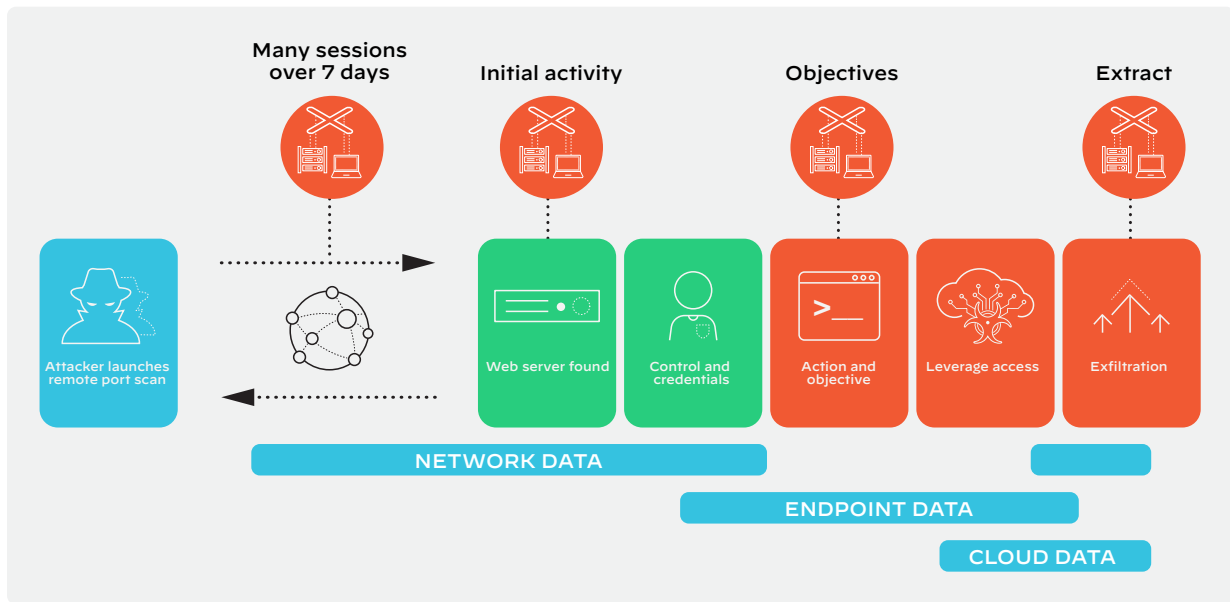 Many sessions
over 7 days
Initial activity
Objectives
Extract
Attacker launches
remote port scan
Web server found
Control and
credentials
>__
Action and
objective
Leverage access
Exfiltration
NETWORK DATA
ENDPOINT DATA
CLOUD DATA